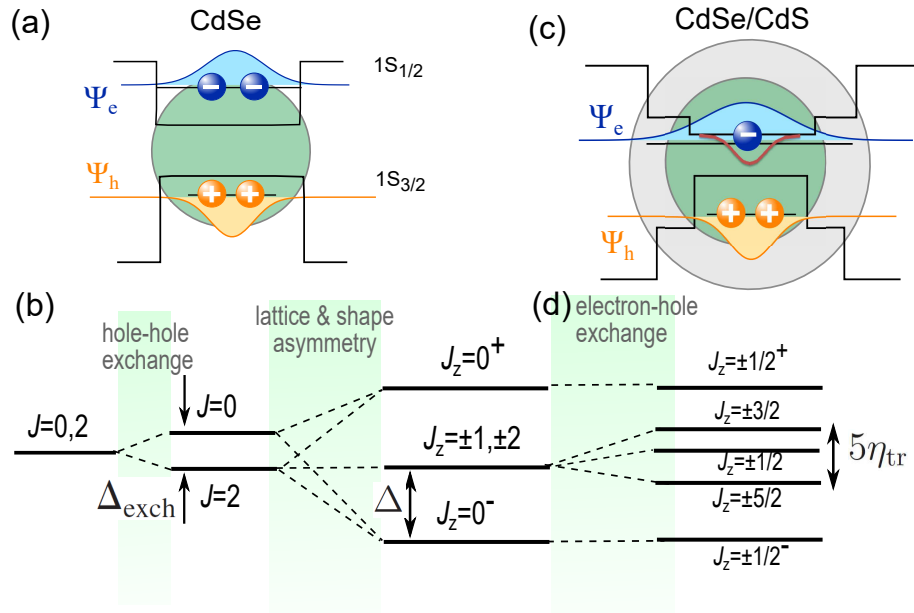 (a)
CdSe
1S1/2
Ψe
− −
Ψh
+ +
1S3/2
(c)
CdSe/CdS
Ψe
−
+ +
Ψh
(b)
hole-hole
exchange
lattice & shape
asymmetry
(d)
electron-hole
exchange
J=0,2
J=0
Δexch
J=2
Jz=0+
Jz=±1,±2
Δ
Jz=0-
Jz=±1/2+
Jz=±3/2
Jz=±1/2
5ηtr
Jz=±5/2
Jz=±1/2-